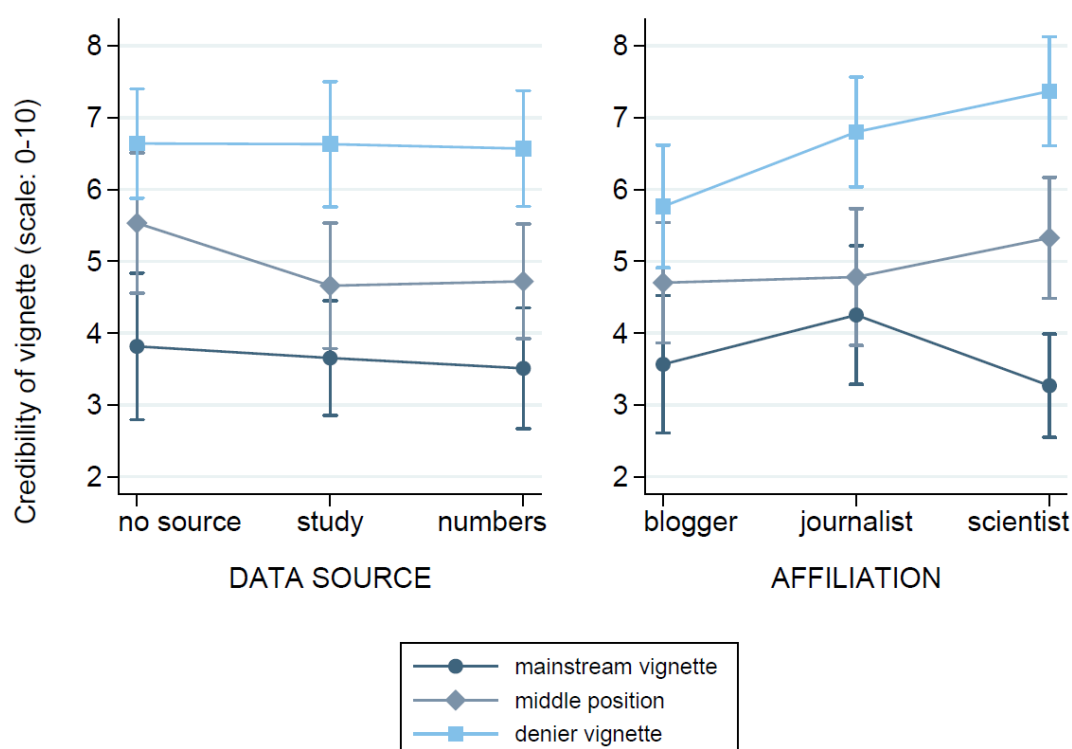 Credibility of vignette (scale: 0-10)
8
7
6
5
4
3
2
no source study numbers
DATA SOURCE
8
7
6
5
4
3
2
blogger journalist scientist
AFFILIATION
mainstream vignette
middle position
denier vignette